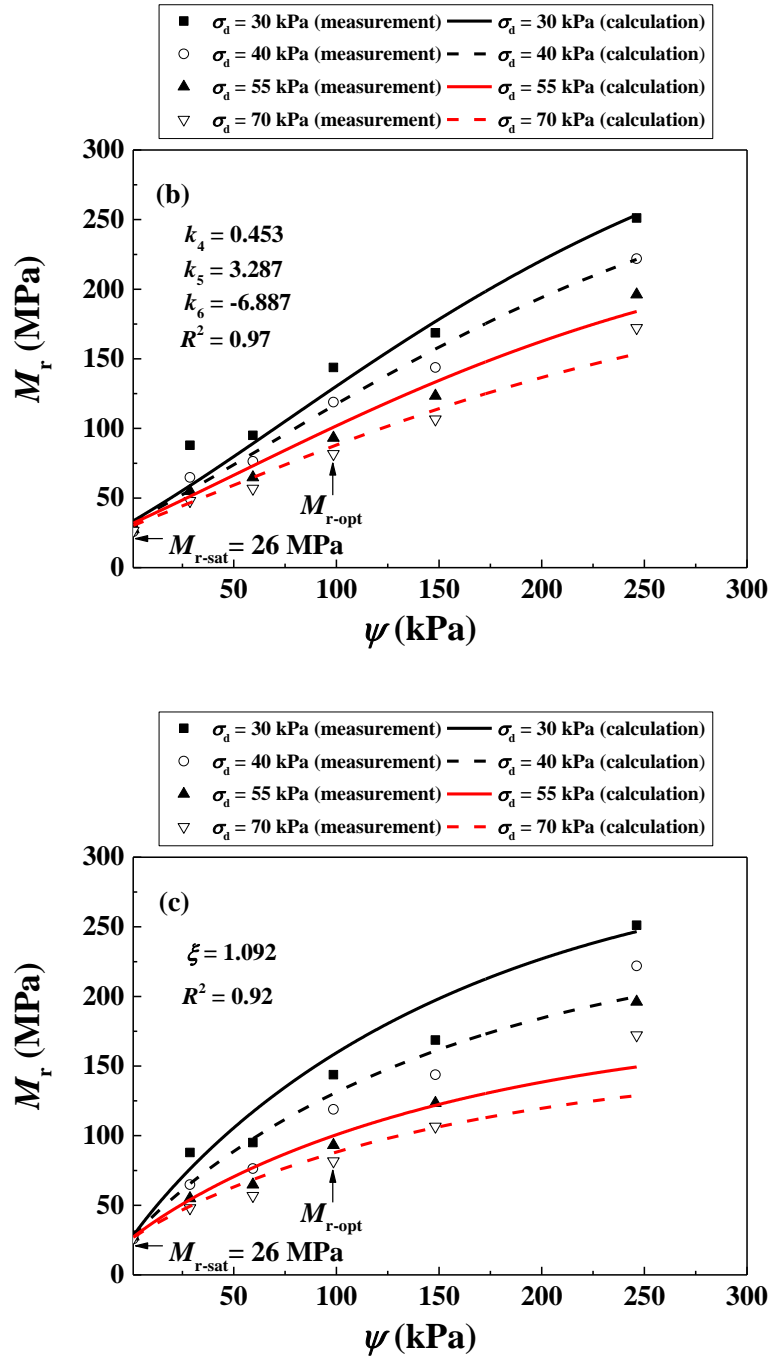 σd = 30 kPa (measurement) σd = 30 kPa (calculation)
σd = 40 kPa (measurement) σd = 40 kPa (calculation)
σd = 55 kPa (measurement) σd = 55 kPa (calculation)
σd = 70 kPa (measurement) σd = 70 kPa (calculation)
300
250
200
150
100
50
0
Mr (MPa)
(b)
k4 = 0.453
k5 = 3.287
k6 = -6.887
R2 = 0.97
Mr-opt
Mr-sat = 26 MPa
50 100 150 200 250 300
ψ (kPa)
σd = 30 kPa (measurement) σd = 30 kPa (calculation)
σd = 40 kPa (measurement) σd = 40 kPa (calculation)
σd = 55 kPa (measurement) σd = 55 kPa (calculation)
σd = 70 kPa (measurement) σd = 70 kPa (calculation)
300
250
200
150
100
50
0
Mr (MPa)
(c)
ξ = 1.092
R2 = 0.92
Mr-opt
Mr-sat = 26 MPa
50 100 150 200 250 300
ψ (kPa)